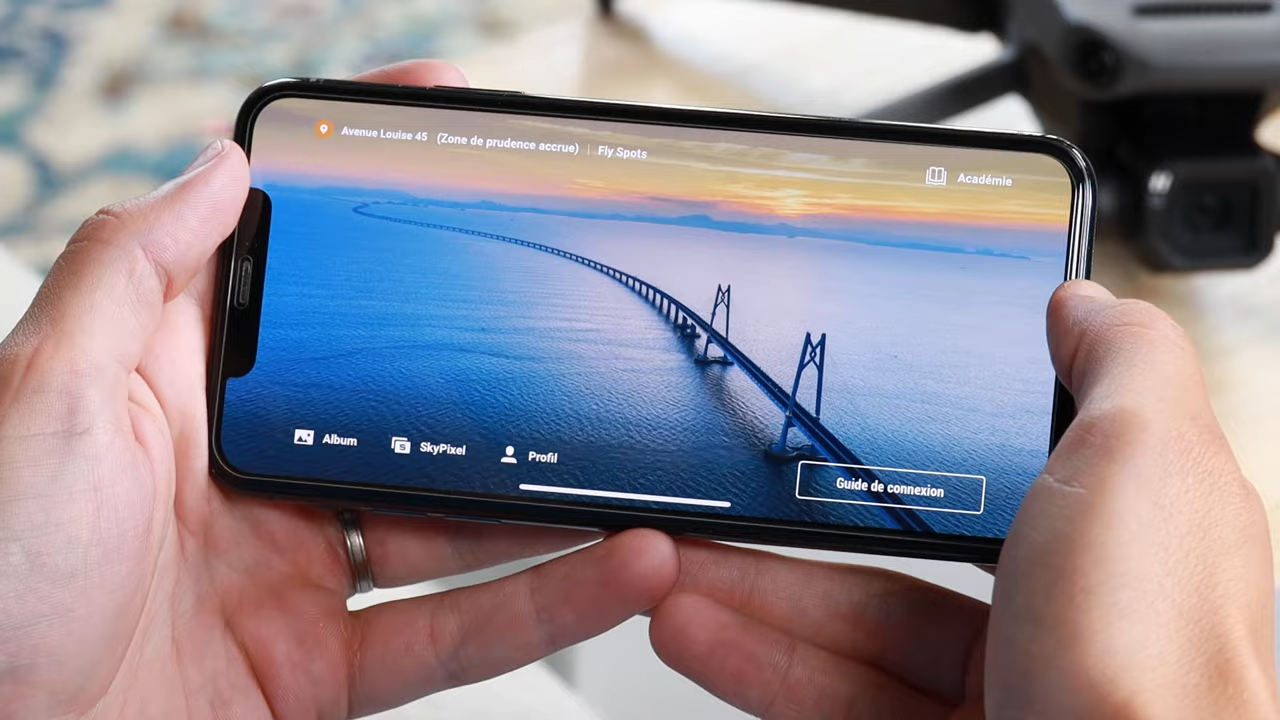 Avenue Louise 45 (Zone de prudence accrue) | Fly Spots
Académie
Album
SkyPixel
Profil
Guide de connexion